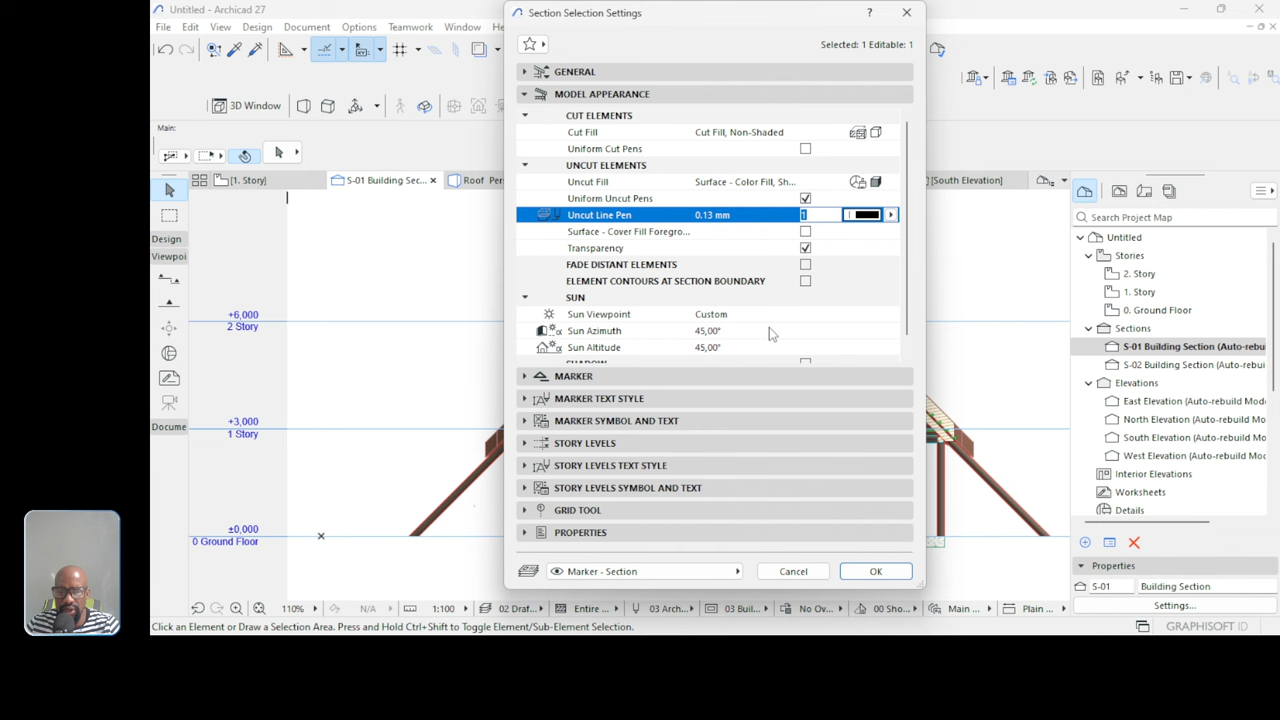 Untitled - Archicad 27
Section Selection Settings
?
File Edit View Design Document Options Teamwork Window
Selected: 1 Editable: 1
GENERAL
3D Window
MODEL APPEARANCE
Main:
CUT ELEMENTS
Cut Fill Cut Fill, Non-Shaded
Uniform Cut Pens
UNCUT ELEMENTS
[1. Story] S-01 Building Sec... Roof Per
Uncut Fill Surface - Color Fill, Sh...
[South Elevation]
Uniform Uncut Pens
Uncut Line Pen 0.13 mm 1
Surface - Cover Fill Foregro...
Transparency
FADE DISTANT ELEMENTS
ELEMENT CONTOURS AT SECTION BOUNDARY
SUN
Sun Viewpoint Custom
Sun Azimuth 45,00°
Sun Altitude 45,00°
SHADOW
MARKER
MARKER TEXT STYLE
MARKER SYMBOL AND TEXT
STORY LEVELS
STORY LEVELS TEXT STYLE
STORY LEVELS SYMBOL AND TEXT
GRID TOOL
PROPERTIES
Marker - Section Cancel OK
Design
Viewpoi
Docume
+6,000
2 Story
+3,000
1 Story
±0,000
0 Ground Floor
Search Project Map
Untitled
Stories
2. Story
1. Story
0. Ground Floor
Sections
S-01 Building Section (Auto-rebu
S-02 Building Section (Auto-rebui
Elevations
East Elevation (Auto-rebuild Mod
North Elevation (Auto-rebuild Mo
South Elevation (Auto-rebuild Mo
West Elevation (Auto-rebuild Mod
Interior Elevations
Worksheets
Details
Properties
S-01 Building Section
Settings...
110% N/A 1:100 02 Draf... Entire ... 03 Arch... 03 Buil... No Ov... 00 Sho... Main ... Plain ...
Click an Element or Draw a Selection Area. Press and Hold Ctrl+Shift to Toggle Element/Sub-Element Selection.
GRAPHISOFT ID